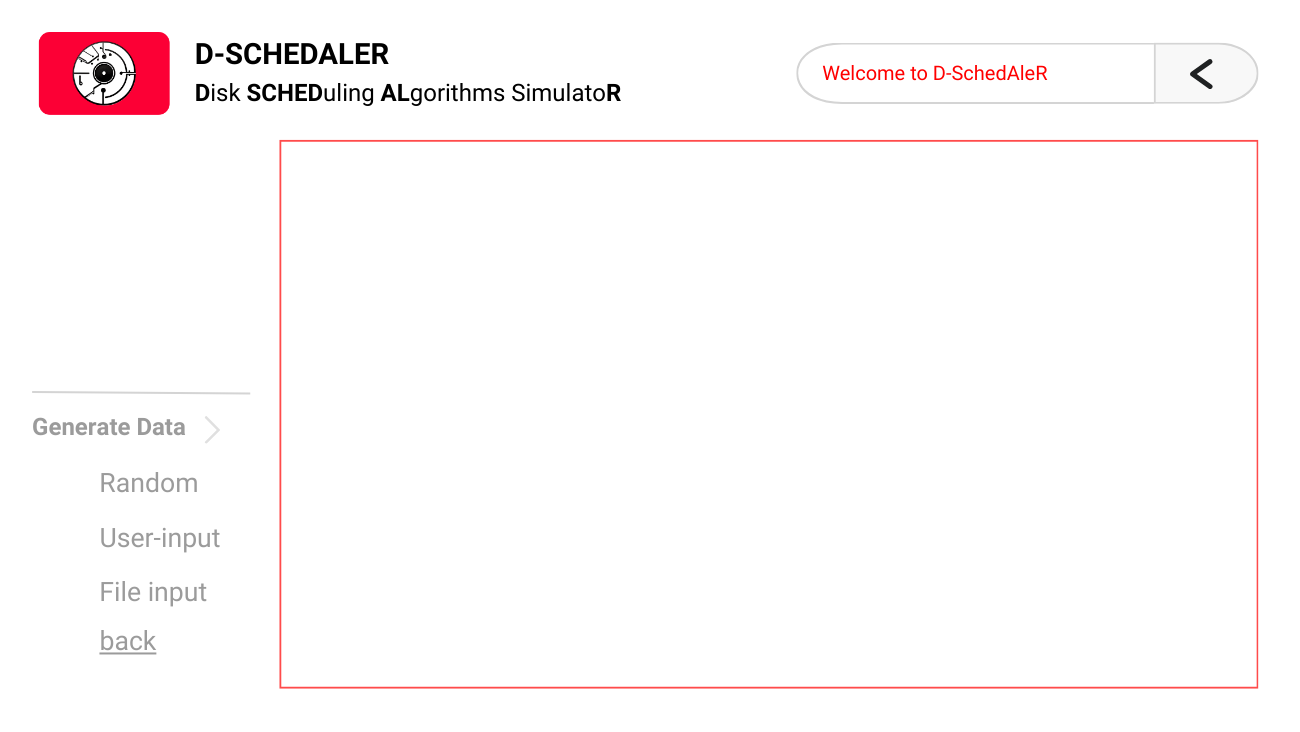 D-SCHEDALER
Disk SCHEDuling ALgorithms SimulatoR
Welcome to D-SchedAleR
Generate Data
Random
User-input
File input
back